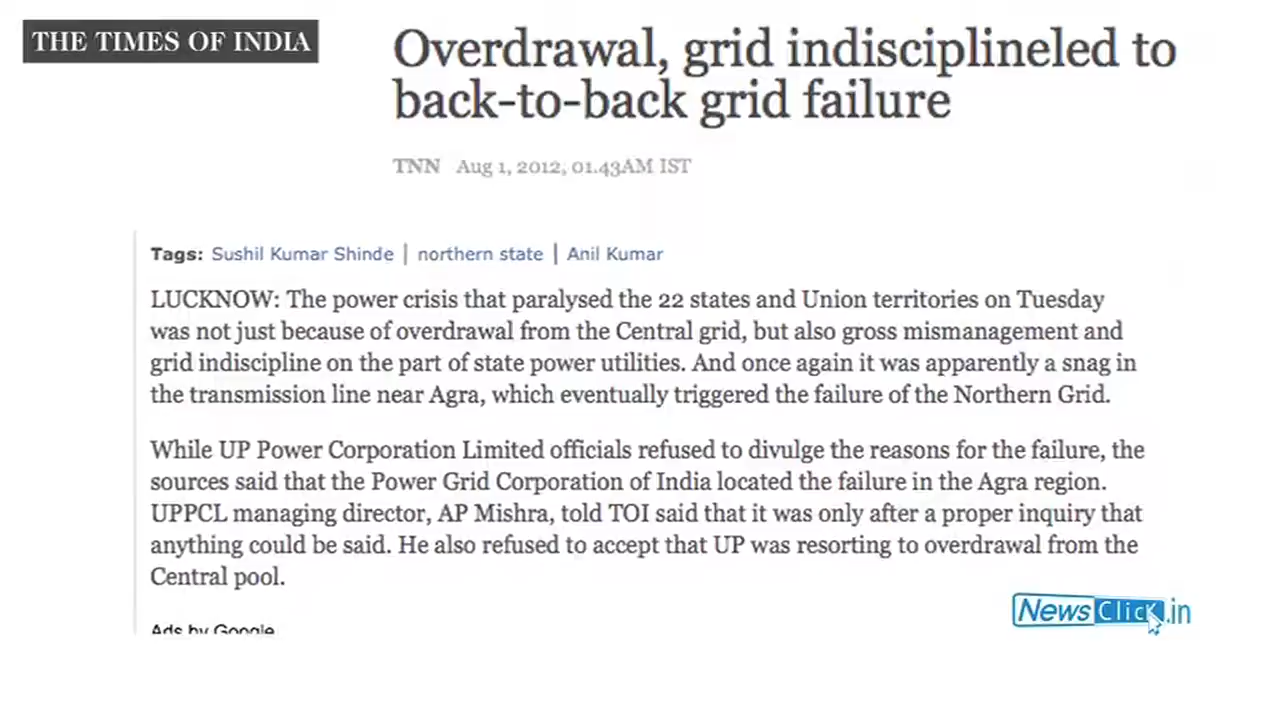 THE TIMES OF INDIA
Overdrawal, grid indisciplineled to
back-to-back grid failure
TNN Aug 1, 2012, 01.43AM IST
Tags: Sushil Kumar Shinde | northern state | Anil Kumar
LUCKNOW: The power crisis that paralysed the 22 states and Union territories on Tuesday
was not just because of overdrawal from the Central grid, but also gross mismanagement and
grid indiscipline on the part of state power utilities. And once again it was apparently a snag in
the transmission line near Agra, which eventually triggered the failure of the Northern Grid.
While UP Power Corporation Limited officials refused to divulge the reasons for the failure, the
sources said that the Power Grid Corporation of India located the failure in the Agra region.
UPPCL managing director, AP Mishra, told TOI said that it was only after a proper inquiry that
anything could be said. He also refused to accept that UP was resorting to overdrawal from the
Central pool.
Ads by Google
NewsClick.in